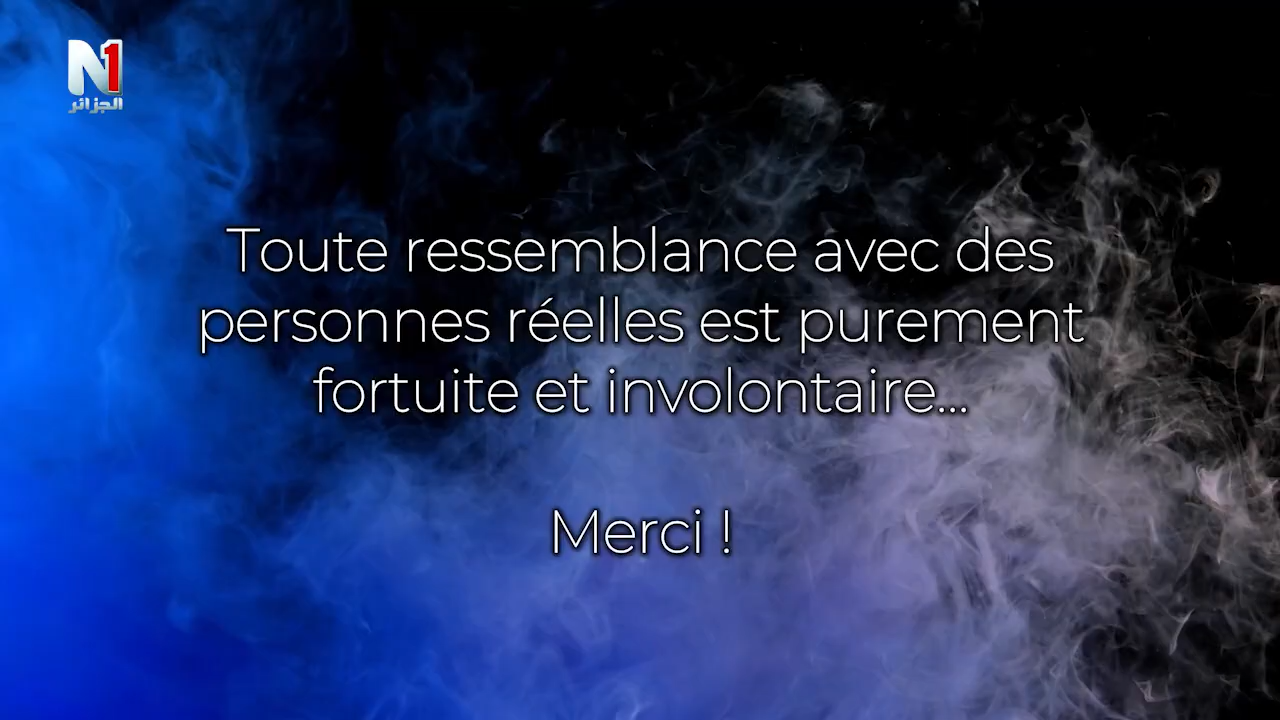 N1
الجزائر
Toute ressemblance avec des
personnes réelles est purement
fortuite et involontaire...
Merci !